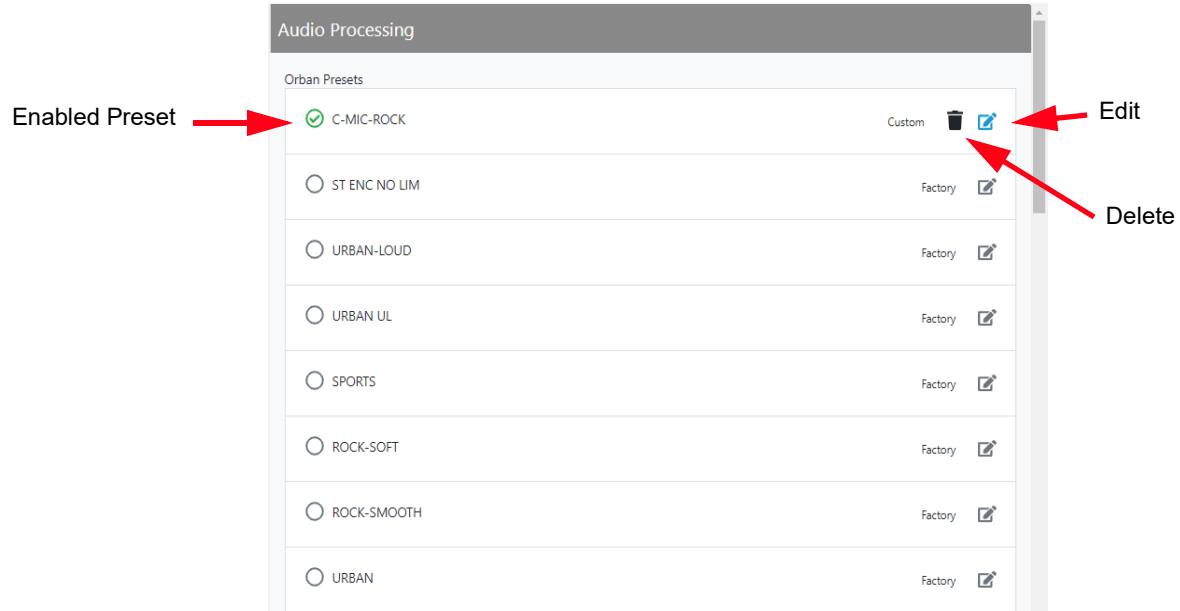 Audio Processing
Orban Presets
Enabled Preset
C-MIC-ROCK
Custom
Edit
ST ENC NO LIM
Factory
Delete
URBAN-LOUD
Factory
URBAN UL
Factory
SPORTS
Factory
ROCK-SOFT
Factory
ROCK-SMOOTH
Factory
URBAN
Factory